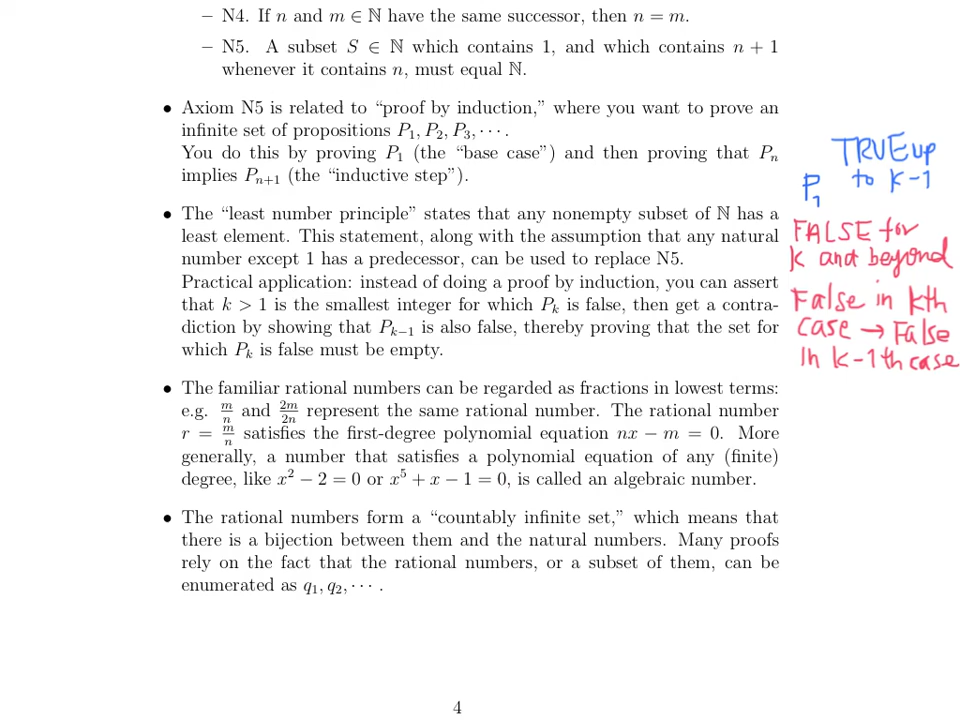 – N4. If n and m ∈ ℕ have the same successor, then n = m.
– N5. A subset S ∈ ℕ which contains 1, and which contains n + 1
whenever it contains n, must equal ℕ.
• Axiom N5 is related to “proof by induction,” where you want to prove an
infinite set of propositions P₁, P₂, P₃, ⋯ .
You do this by proving P₁ (the “base case”) and then proving that Pₙ
implies Pₙ₊₁ (the “inductive step”).
• The “least number principle” states that any nonempty subset of ℕ has a
least element. This statement, along with the assumption that any natural
number except 1 has a predecessor, can be used to replace N5.
Practical application: instead of doing a proof by induction, you can assert
that k > 1 is the smallest integer for which Pₖ is false, then get a contra-
diction by showing that Pₖ₋₁ is also false, thereby proving that the set for
which Pₖ is false must be empty.
• The familiar rational numbers can be regarded as fractions in lowest terms:
e.g. m/n and 2m/2n represent the same rational number. The rational number
r = m/n satisfies the first-degree polynomial equation nx − m = 0. More
generally, a number that satisfies a polynomial equation of any (finite)
degree, like x² − 2 = 0 or x⁵ + x − 1 = 0, is called an algebraic number.
• The rational numbers form a “countably infinite set,” which means that
there is a bijection between them and the natural numbers. Many proofs
rely on the fact that the rational numbers, or a subset of them, can be
enumerated as q₁, q₂, ⋯ .
TRUE up
P₁ to k-1
FALSE for
k and beyond
False in kth
case → False
in k-1th case
4